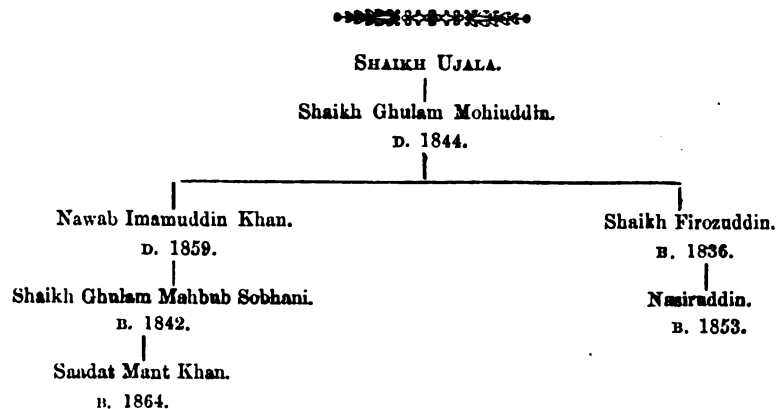 SHAIKH UJALA.
Shaikh Ghulam Mohiuddin.
D. 1844.
Nawab Imamuddin Khan.
D. 1859.
Shaikh Firozuddin.
B. 1836.
Shaikh Ghulam Mahbub Sobhani.
B. 1842.
Nasiruddin.
B. 1853.
Saadat Mant Khan.
B. 1864.